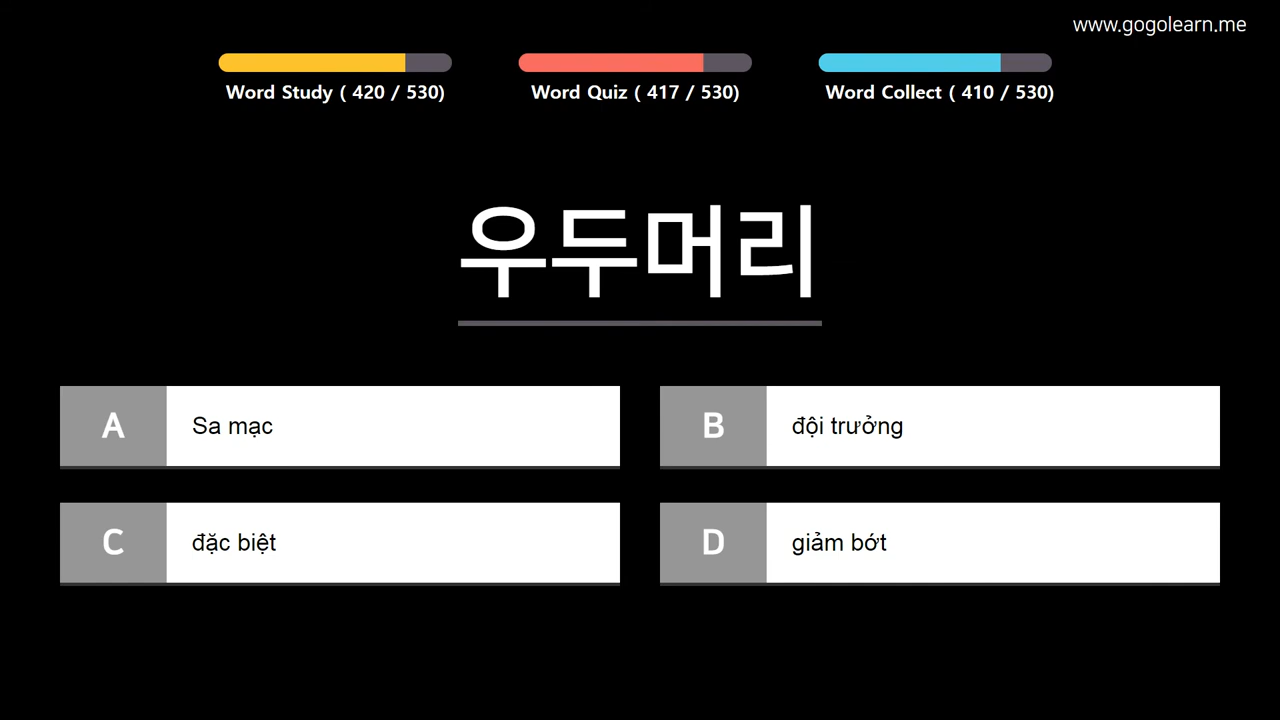 www.gogolearn.me
Word Study ( 420 / 530)
Word Quiz ( 417 / 530)
Word Collect ( 410 / 530)
우두머리
A Sa mạc
B đội trưởng
C đặc biệt
D giảm bớt